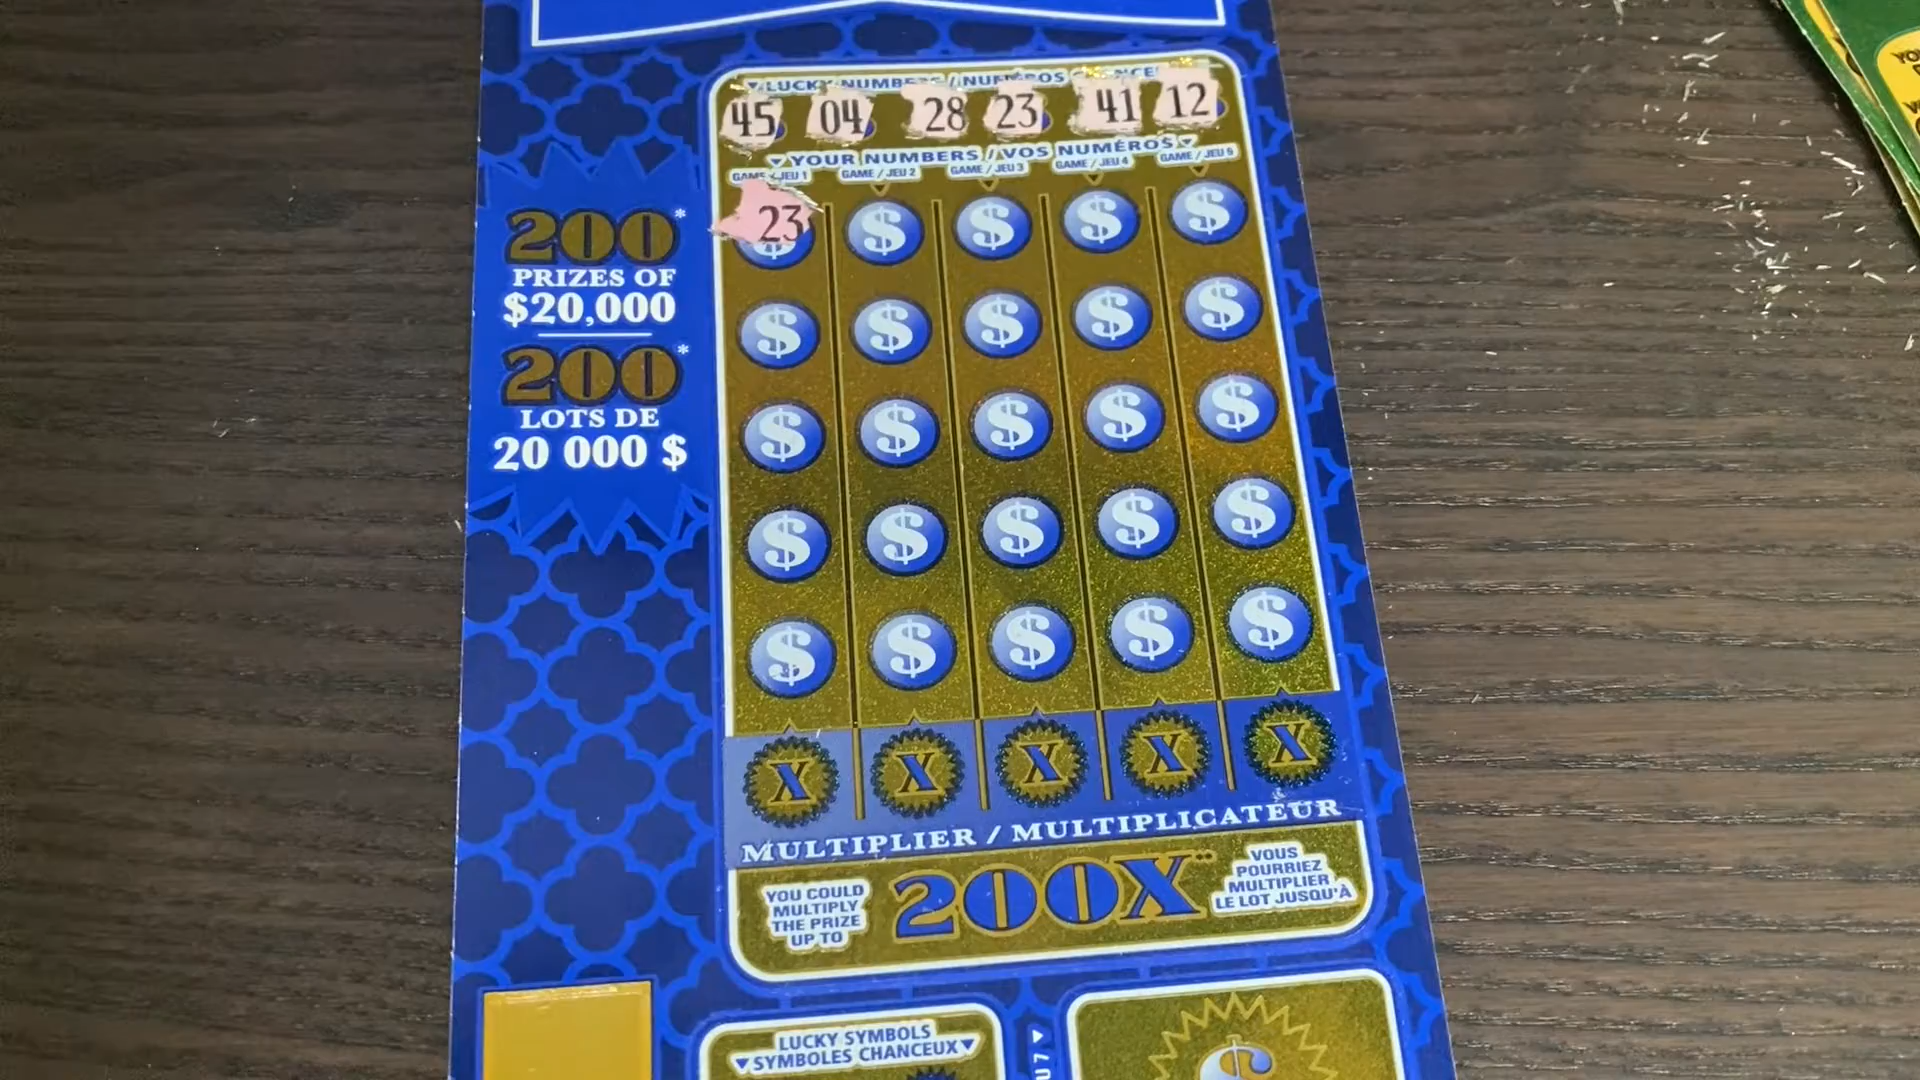 LUCKY NUMBERS / NUMÉROS CHANCE
45 04 28 23 41 12
YOUR NUMBERS / VOS NUMÉROS
GAME / JEU 1 GAME / JEU 2 GAME / JEU 3 GAME / JEU 4 GAME / JEU 5
23 $ $ $ $
$ $ $ $ $
$ $ $ $ $
$ $ $ $ $
$ $ $ $ $
X X X X X
MULTIPLIER / MULTIPLICATEUR
YOU COULD
MULTIPLY
THE PRIZE
UP TO
200X**
VOUS
POURRIEZ
MULTIPLIER
LE LOT JUSQU'À
200*
PRIZES OF
$20,000
200*
LOTS DE
20 000 $
LUCKY SYMBOLS
SYMBOLES CHANCEUX
U 7
$